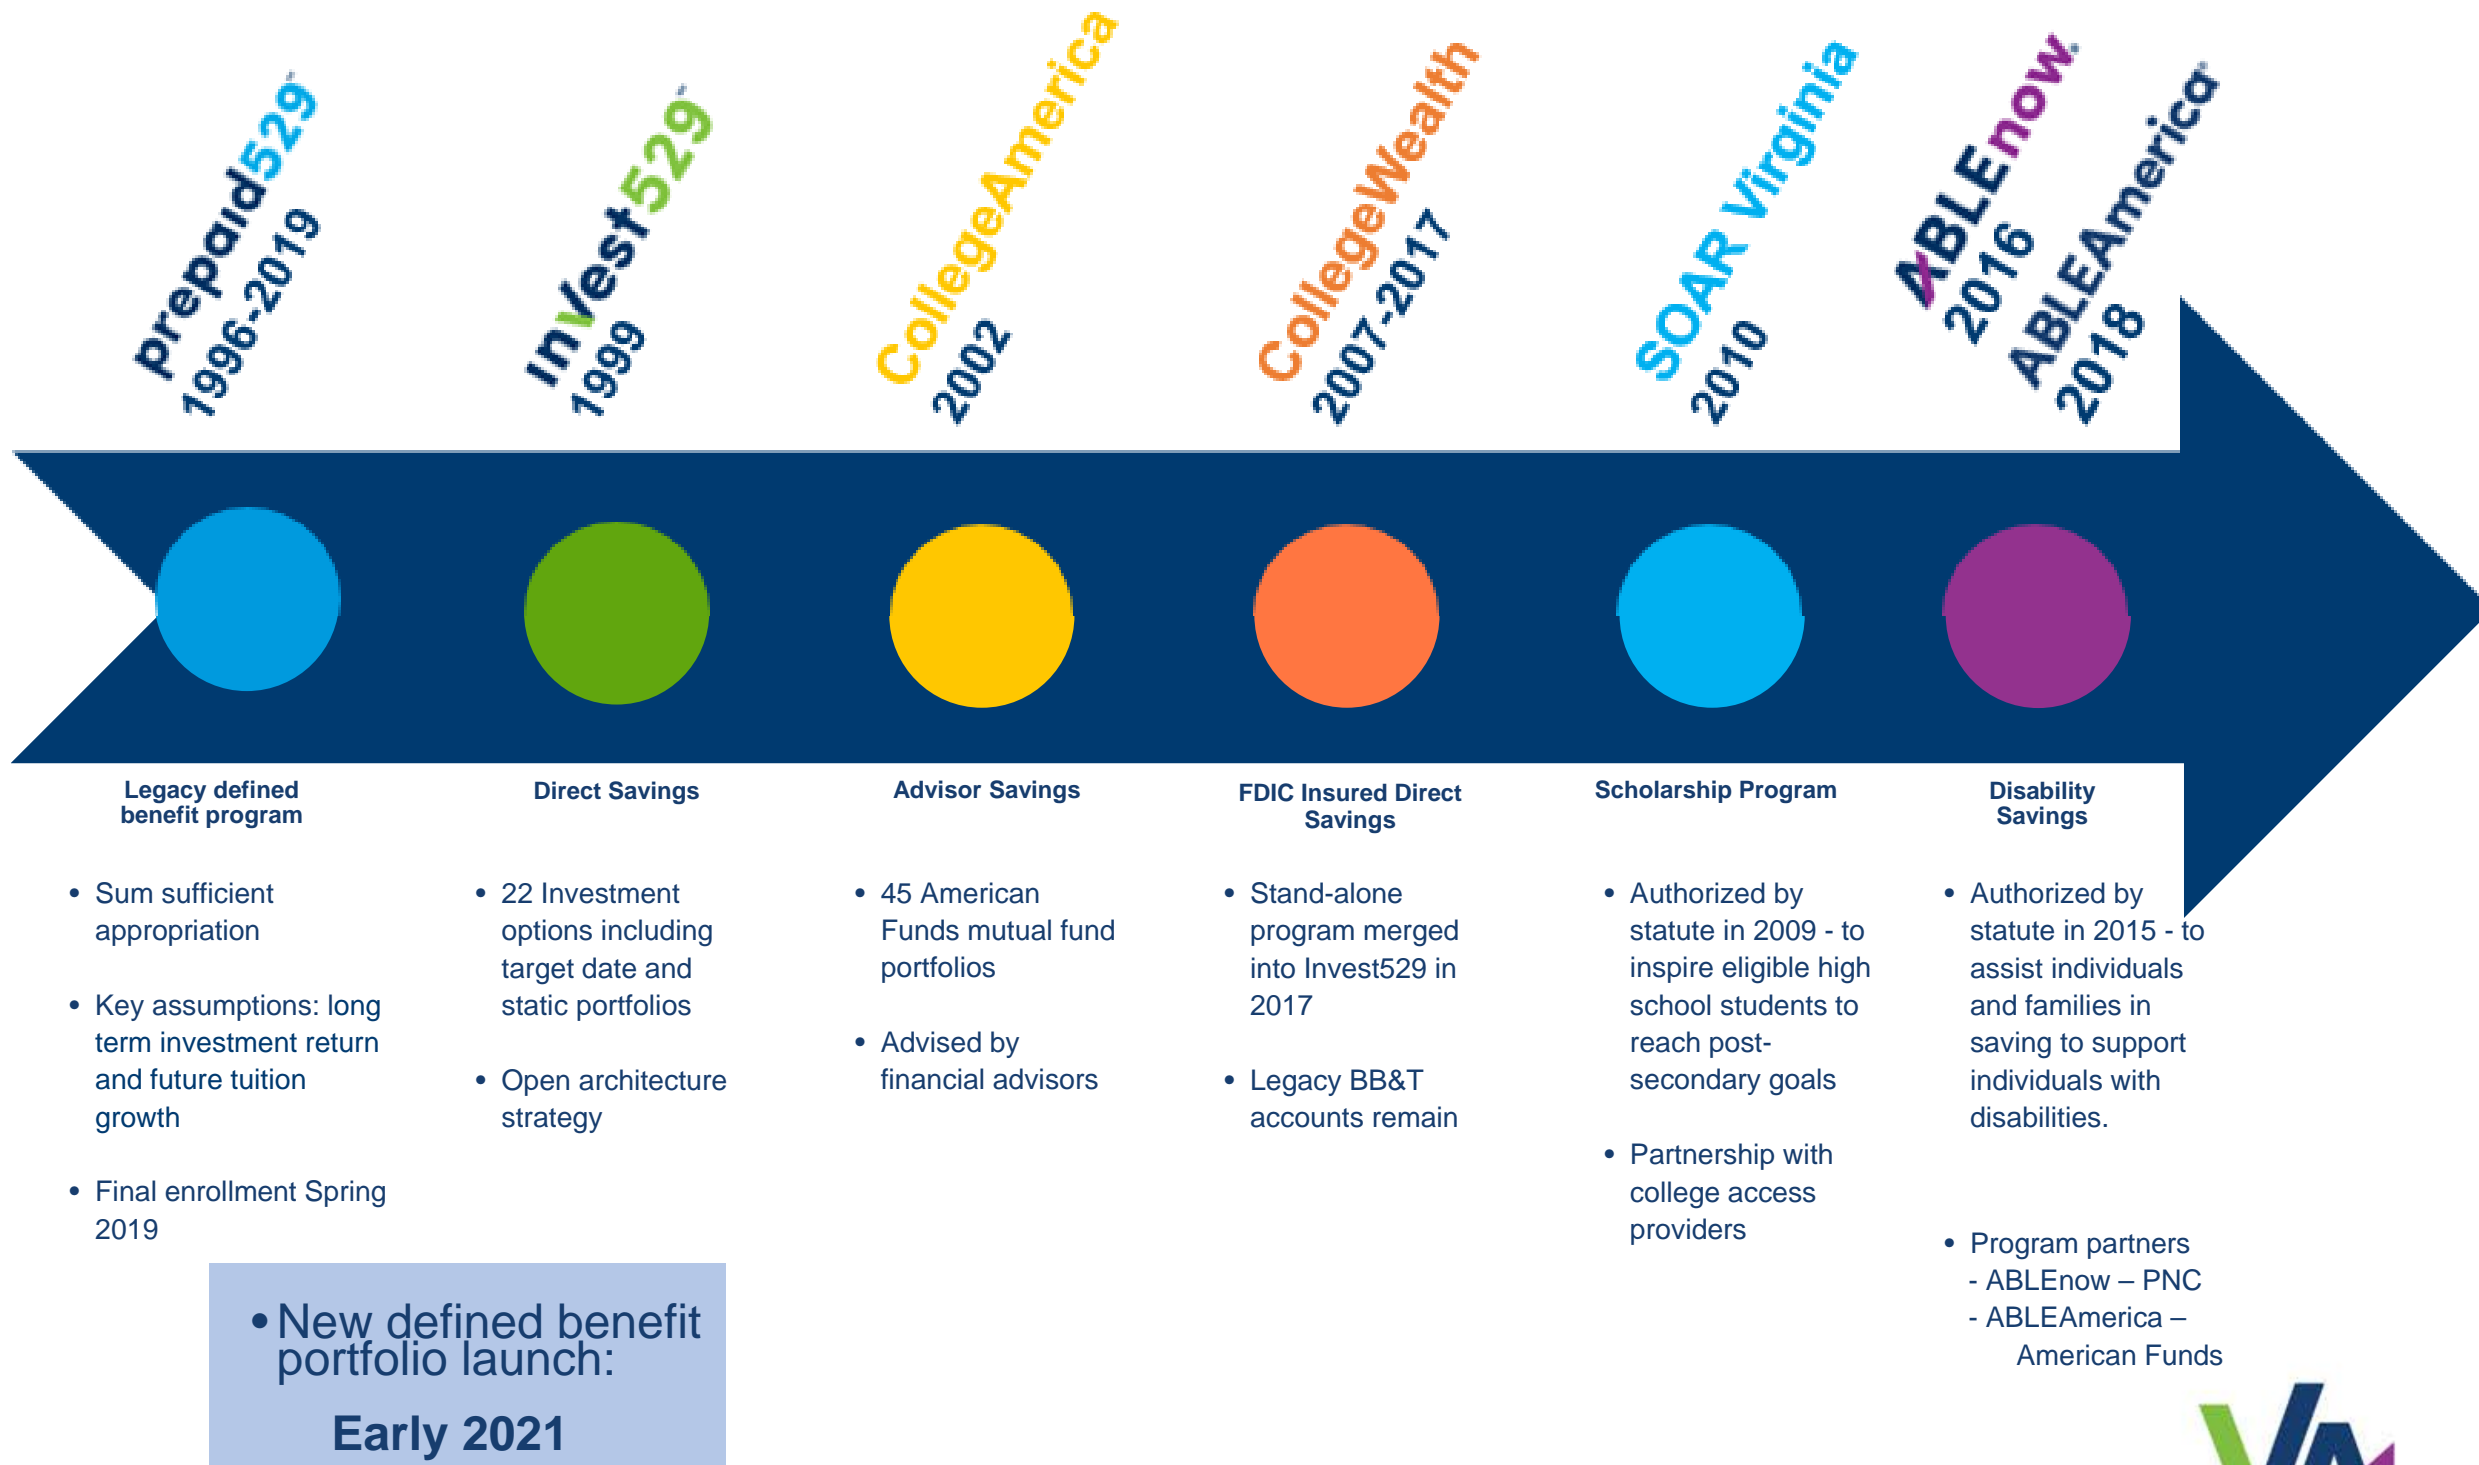 prepaid529
1996-2019
Invest529
1999
CollegeAmerica
2002
CollegeWealth
2007-2017
SOAR Virginia
2010
ABLEnow®
2016
ABLEAmerica
2018
Legacy defined
benefit program
• Sum sufficient
appropriation
• Key assumptions: long
term investment return
and future tuition
growth
• Final enrollment Spring
2019
• New defined benefit
portfolio launch:
Early 2021
Direct Savings
• 22 Investment
options including
target date and
static portfolios
• Open architecture
strategy
Advisor Savings
• 45 American
Funds mutual fund
portfolios
• Advised by
financial advisors
FDIC Insured Direct
Savings
• Stand-alone
program merged
into Invest529 in
2017
• Legacy BB&T
accounts remain
Scholarship Program
• Authorized by
statute in 2009 - to
inspire eligible high
school students to
reach post-
secondary goals
• Partnership with
college access
providers
Disability
Savings
• Authorized by
statute in 2015 - to
assist individuals
and families in
saving to support
individuals with
disabilities.
• Program partners
- ABLEnow – PNC
- ABLEAmerica –
American Funds
VA